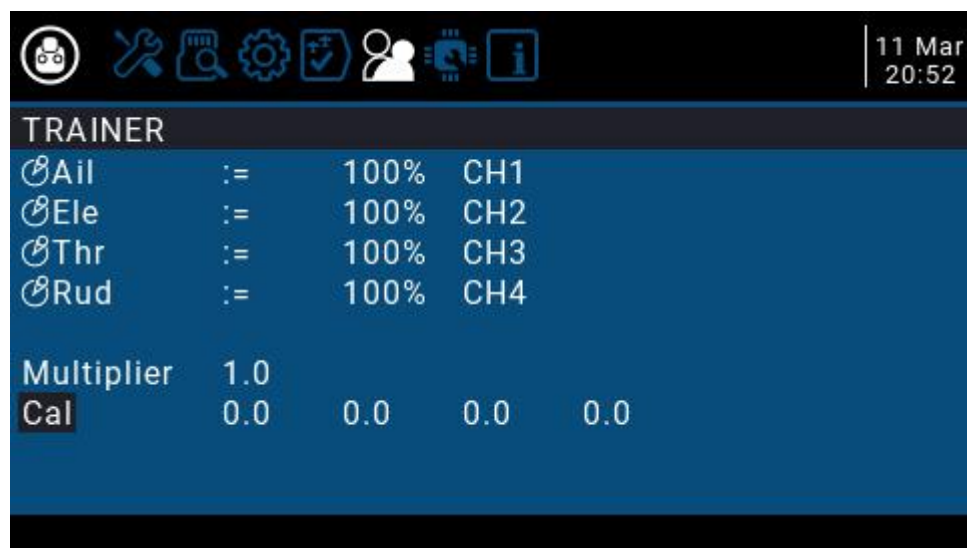 11 Mar
20:52
TRAINER
Ail := 100% CH1
Ele := 100% CH2
Thr := 100% CH3
Rud := 100% CH4
Multiplier 1.0
Cal 0.0 0.0 0.0 0.0